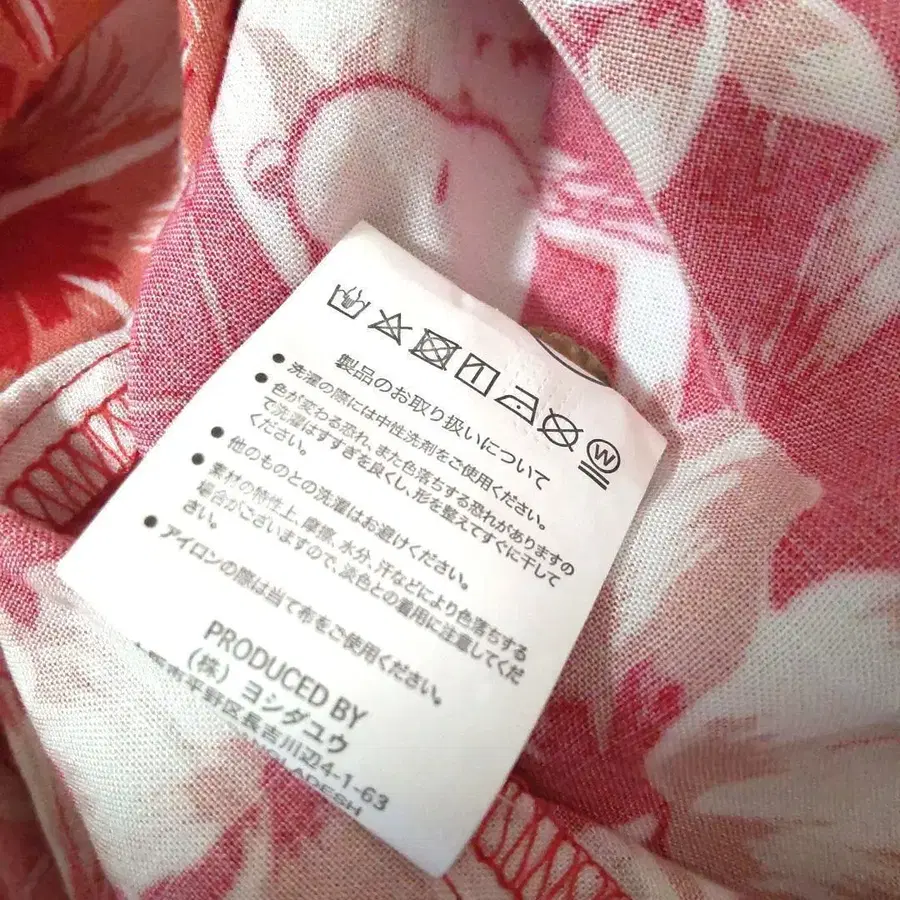 製品のお取り扱いについて
● 洗濯の際には中性洗剤をご使用ください。
● 色が変わる恐れ、また色落ちする恐れがありますの
で洗濯はすすぎを良くし、形を整えてすぐに干して
ください。
● 他のものとの洗濯はお避けください。
● 素材の特性上、摩擦、水分、汗などにより色落ちする
場合がございますので、淡色との着用に注意してくだ
さい。
● アイロンの際は当て布をご使用ください。
PRODUCED BY
(株) ヨシダユウ
市平野区長吉川辺4-1-63